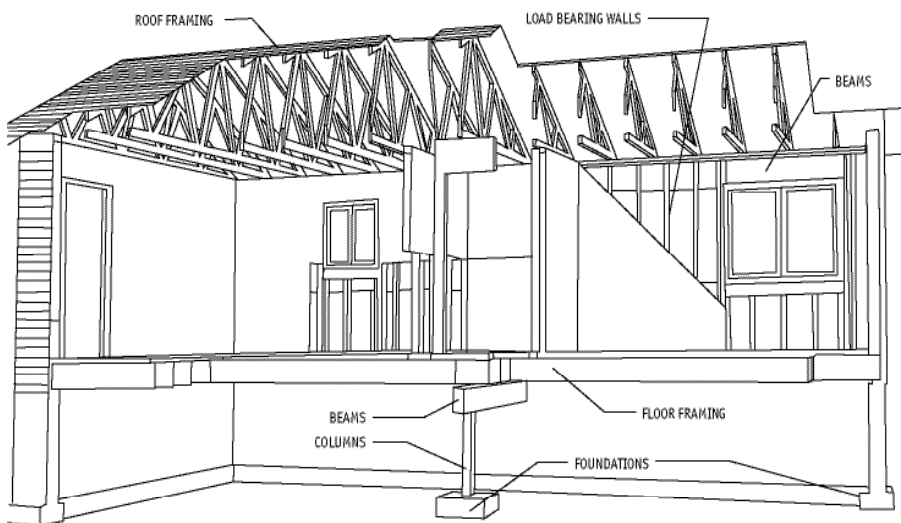 ROOF FRAMING
LOAD BEARING WALLS
BEAMS
BEAMS
FLOOR FRAMING
COLUMNS
FOUNDATIONS